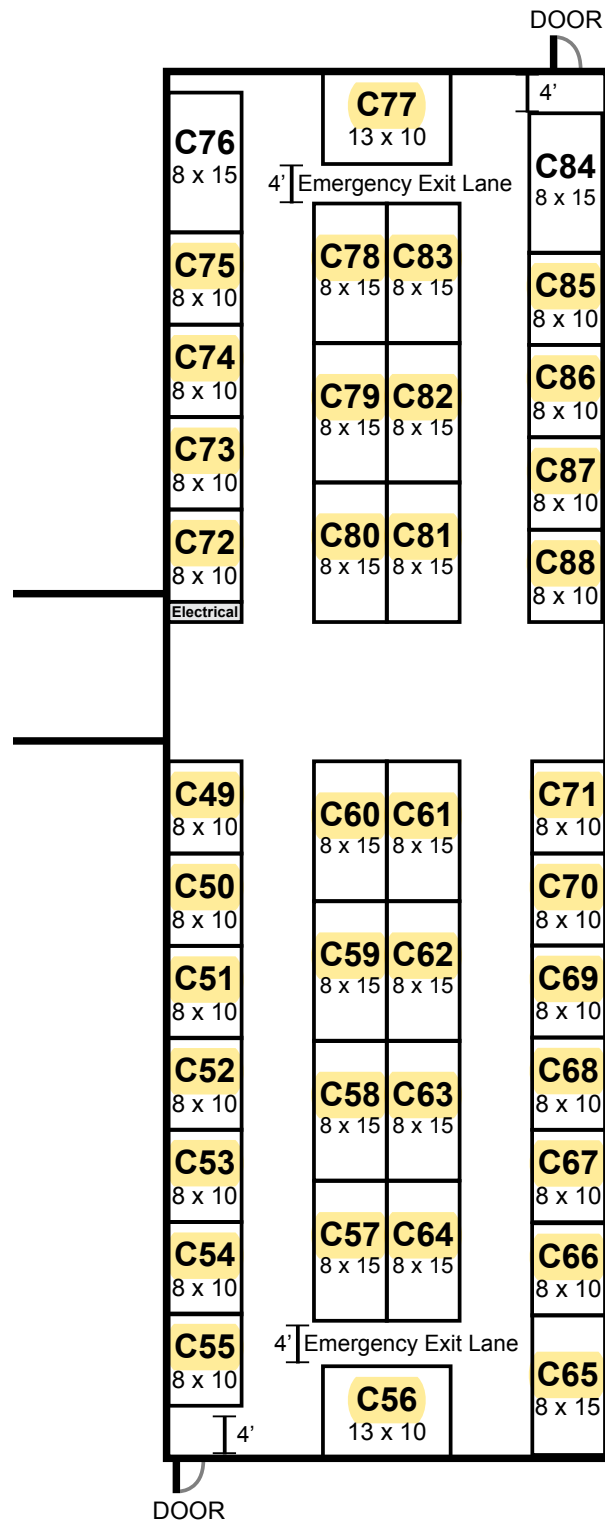 DOOR
4’
C77
13 x 10
C76
8 x 15
C84
8 x 15
4’ Emergency Exit Lane
C75
8 x 10
C78
8 x 15
C83
8 x 15
C85
8 x 10
C74
8 x 10
C79
8 x 15
C82
8 x 15
C86
8 x 10
C73
8 x 10
C87
8 x 10
C72
8 x 10
C80
8 x 15
C81
8 x 15
C88
8 x 10
Electrical
C49
8 x 10
C60
8 x 15
C61
8 x 15
C71
8 x 10
C50
8 x 10
C70
8 x 10
C59
8 x 15
C62
8 x 15
C51
8 x 10
C69
8 x 10
C52
8 x 10
C58
8 x 15
C63
8 x 15
C68
8 x 10
C53
8 x 10
C67
8 x 10
C57
8 x 15
C64
8 x 15
C54
8 x 10
C66
8 x 10
4’ Emergency Exit Lane
C55
8 x 10
C65
8 x 15
C56
13 x 10
4’
DOOR